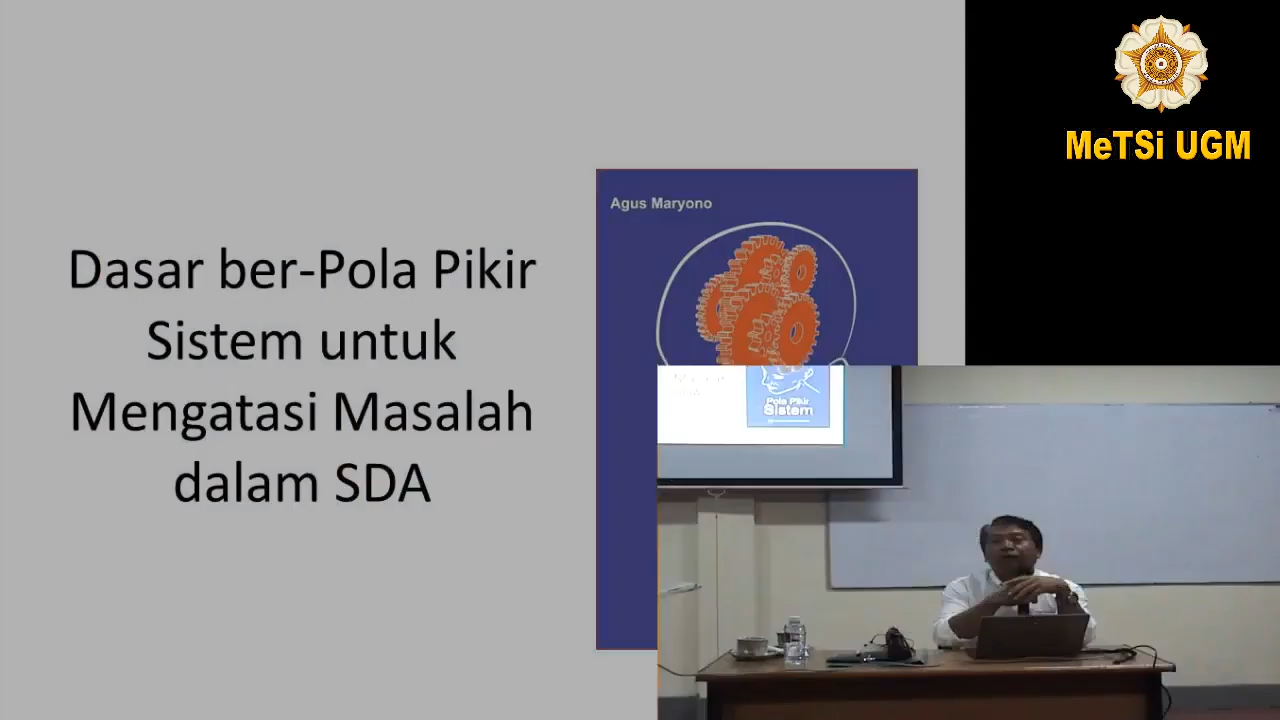 MeTSi UGM
Agus Maryono
Dasar ber-Pola Pikir
Sistem untuk
Mengatasi Masalah
dalam SDA
Pola Pikir
Sistem